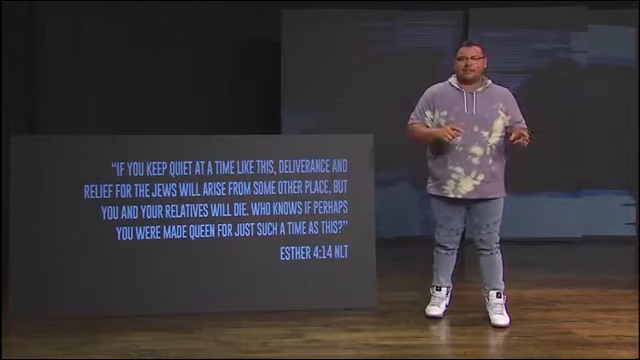 "IF YOU KEEP QUIET AT A TIME LIKE THIS, DELIVERANCE AND
RELIEF FOR THE JEWS WILL ARISE FROM SOME OTHER PLACE, BUT
YOU AND YOUR RELATIVES WILL DIE. WHO KNOWS IF PERHAPS
YOU WERE MADE QUEEN FOR JUST SUCH A TIME AS THIS?"
ESTHER 4:14 NLT